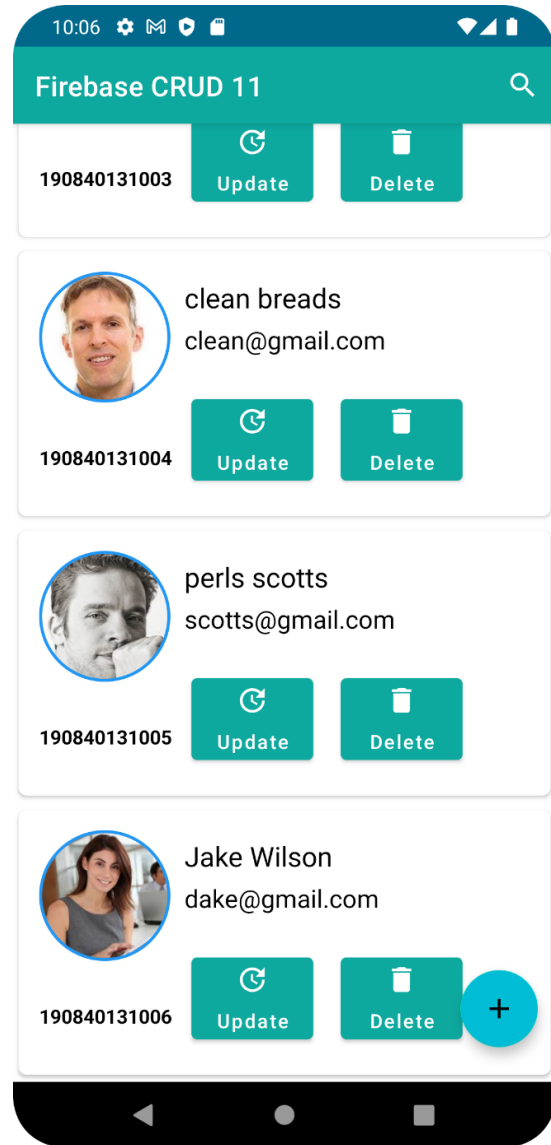 10:06
Firebase CRUD 11
190840131003
Update
Delete
clean breads
clean@gmail.com
190840131004
Update
Delete
perls scotts
scotts@gmail.com
190840131005
Update
Delete
Jake Wilson
dake@gmail.com
190840131006
Update
Delete
+